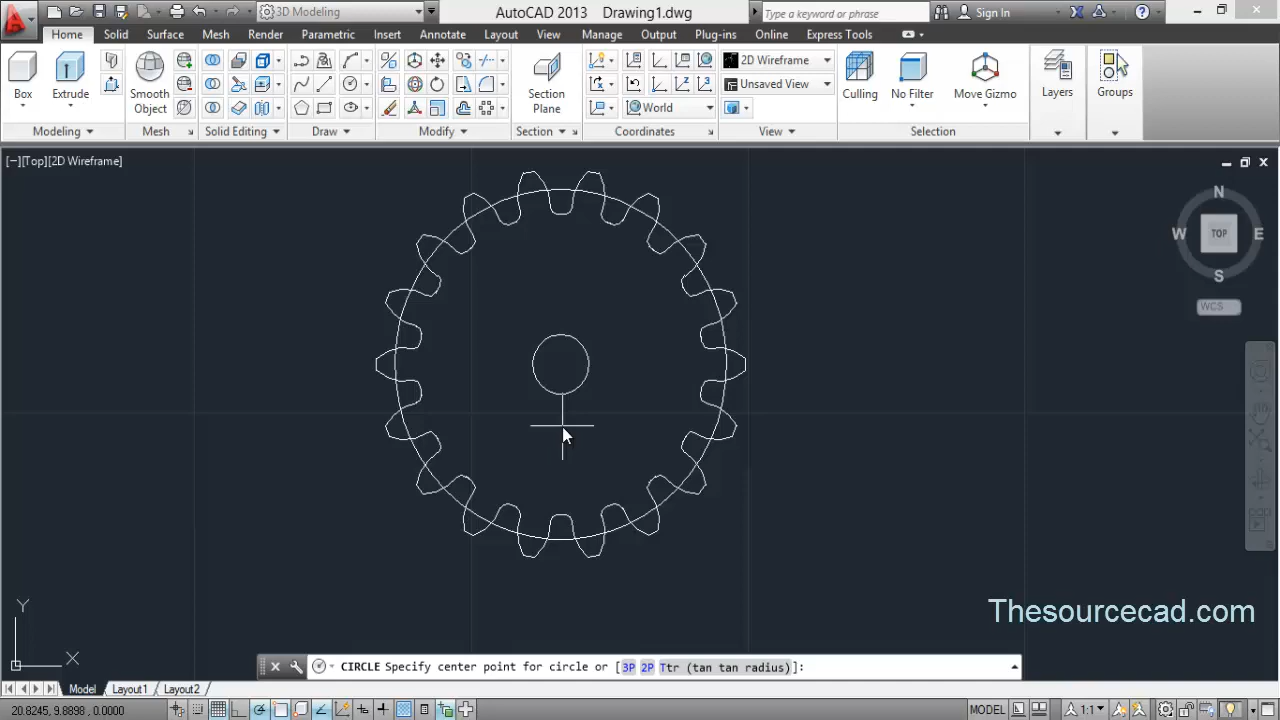 3D Modeling
AutoCAD 2013 Drawing1.dwg
Type a keyword or phrase
Sign In
Home Solid Surface Mesh Render Parametric Insert Annotate Layout View Manage Output Plug-ins Online Express Tools
2D Wireframe
Unsaved View
World
Box
Extrude
Smooth Object
Section Plane
Culling
No Filter
Move Gizmo
Layers
Groups
Modeling Mesh Solid Editing Draw Modify Section Coordinates View Selection
[−][Top][2D Wireframe]
N
W TOP E
S
WCS
Thesourcecad.com
Y
X
CIRCLE Specify center point for circle or [3P 2P Ttr (tan tan radius)]:
Model Layout1 Layout2
20.8245, 9.8898, 0.0000
MODEL
1:1